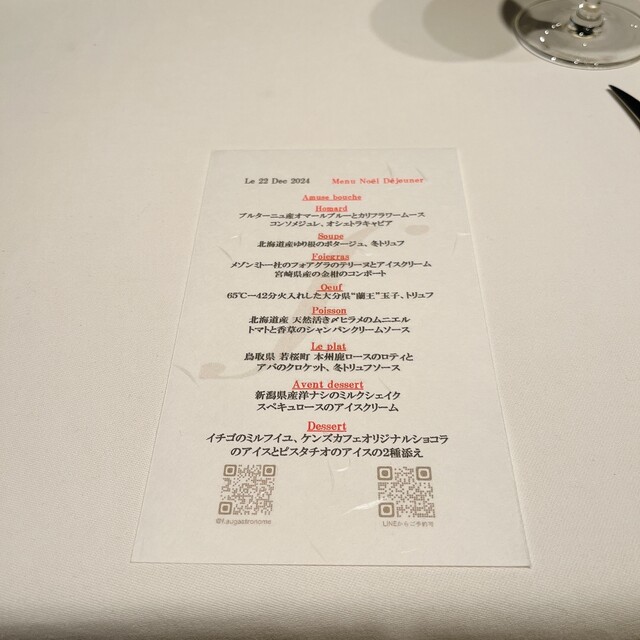 Le 22 Dec 2024 Menu Noël Déjeuner
Amuse bouche
Homard
ブルターニュ産オマールブルーとカリフラワームース
コンソメジュレ、オシェトラキャビア
Soupe
北海道産ゆり根のポタージュ、冬トリュフ
Foiegras
メゾンミトー社のフォアグラのテリーヌとアイスクリーム
宮崎県産の金柑のコンポート
Oeuf
65℃ー42分火入れした大分県"蘭王"玉子、トリュフ
Poisson
北海道産 天然活き〆ヒラメのムニエル
トマトと香草のシャンパンクリームソース
Le plat
鳥取県 若桜町 本州鹿ロースのロティと
アバのクロケット、冬トリュフソース
Avent dessert
新潟県産洋ナシのミルクシェイク
スペキュロースのアイスクリーム
Dessert
イチゴのミルフイユ、ケンズカフェオリジナルショコラ
のアイスとピスタチオのアイスの2種添え
@f.augastronome
LINEからご予約可